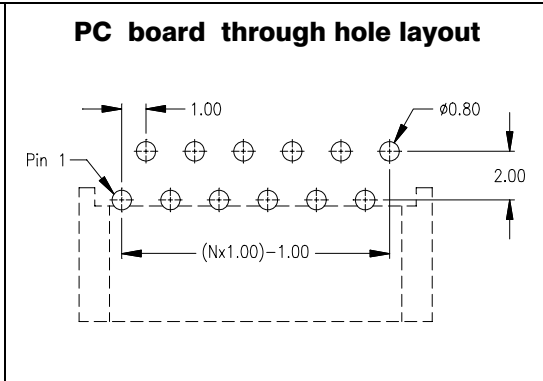 PC board through hole layout
1.00
ø0.80
Pin 1
2.00
(Nx1.00)-1.00